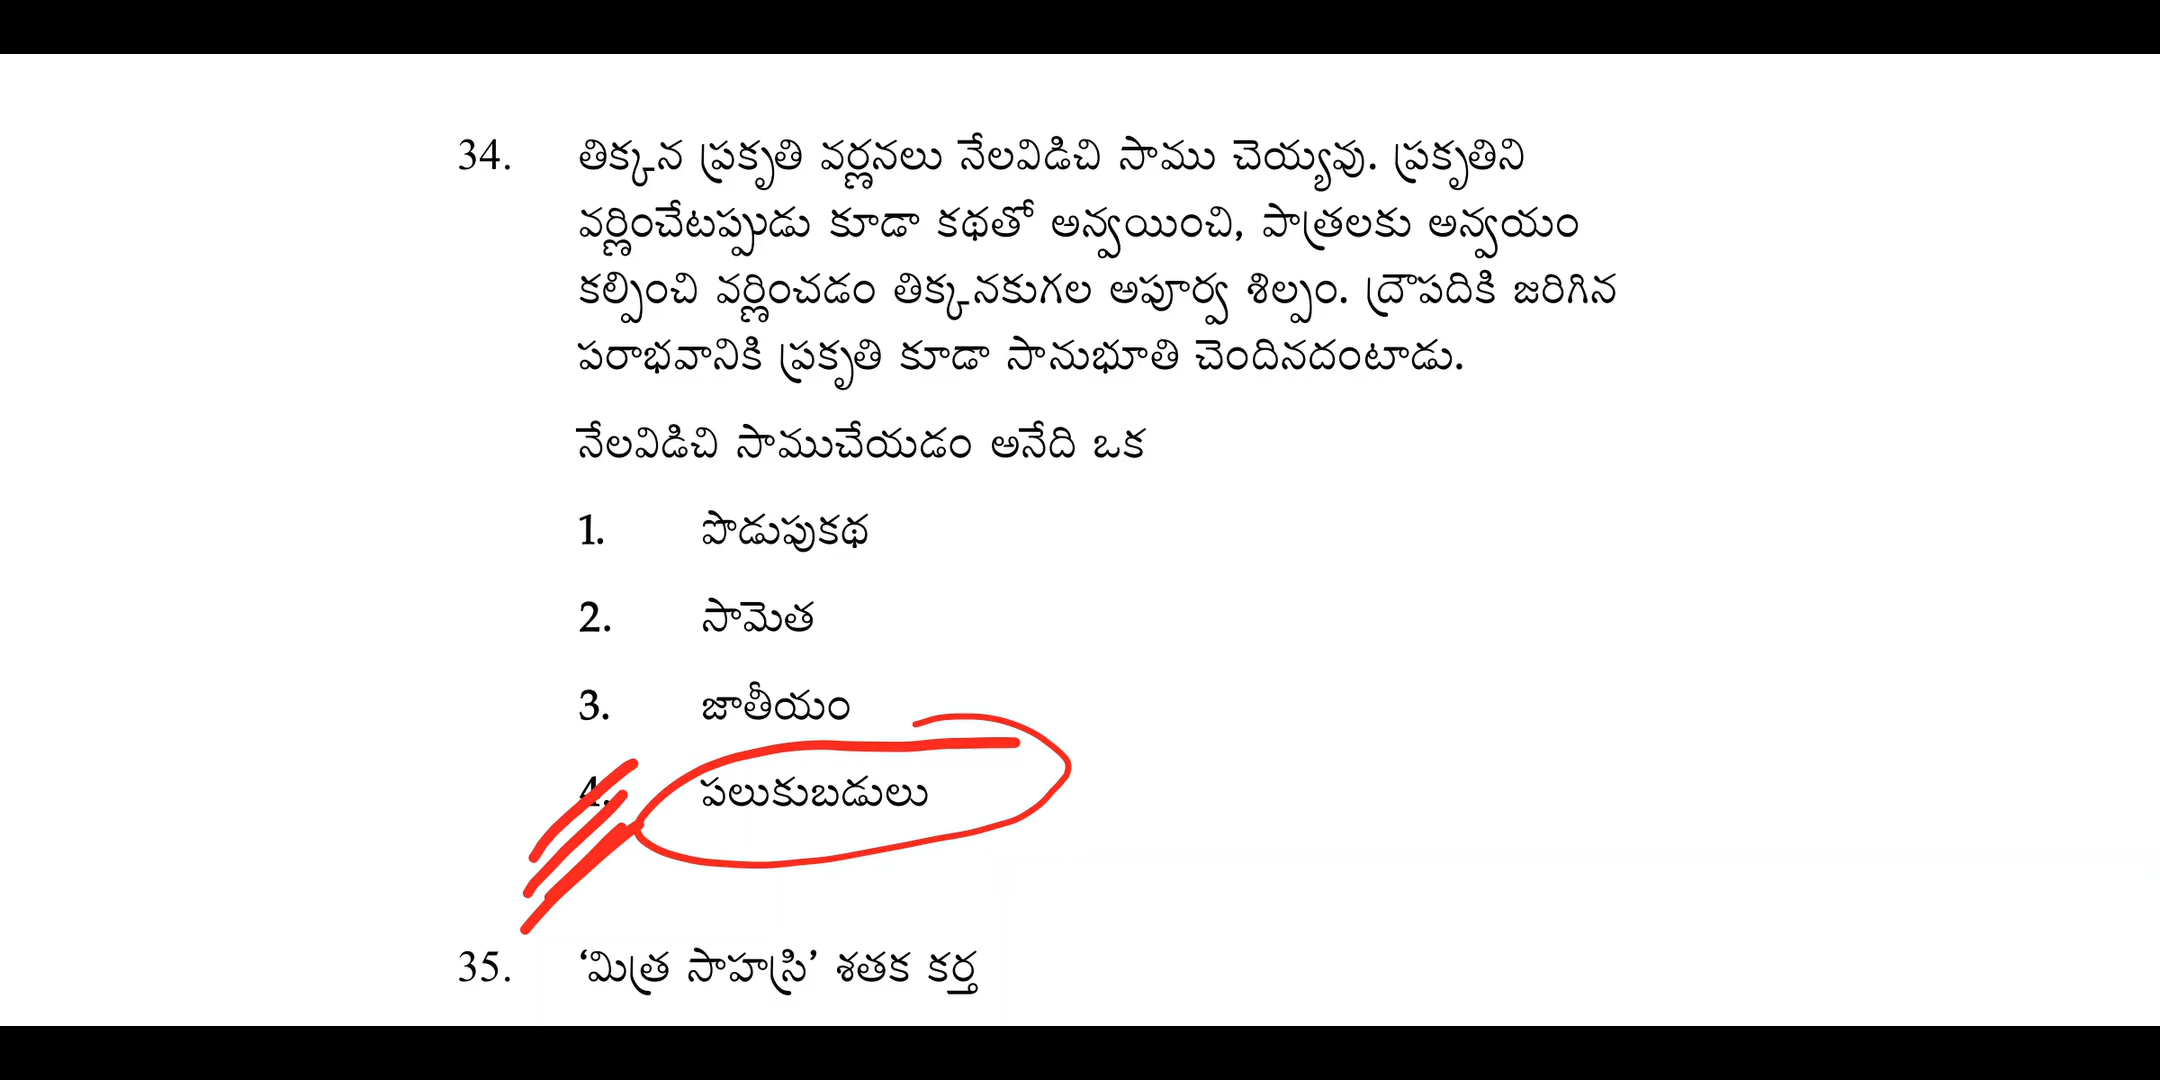 34. తిక్కన ప్రకృతి వర్ణనలు నేలవిడిచి సాము చెయ్యవు. ప్రకృతిని
వర్ణించేటప్పుడు కూడా కథతో అన్వయించి, పాత్రలకు అన్వయం
కల్పించి వర్ణించడం తిక్కనకుగల అపూర్వ శిల్పం. ద్రౌపదికి జరిగిన
పరాభవానికి ప్రకృతి కూడా సానుభూతి చెందినదంటాడు.
నేలవిడిచి సాముచేయడం అనేది ఒక
1. పొడుపుకథ
2. సామెత
3. జాతీయం
4. పలుకుబడులు
35. ‘మిత్ర సాహస్రి’ శతక కర్త